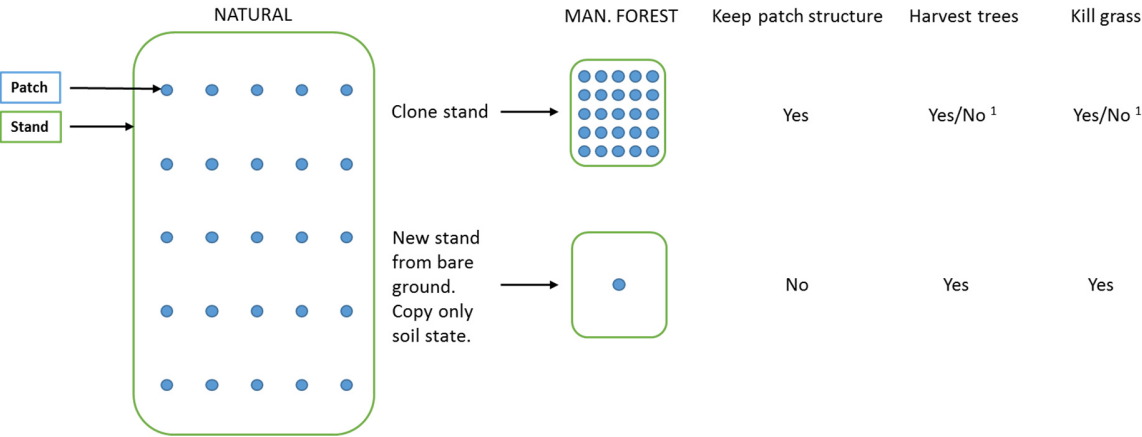 NATURAL
MAN. FOREST
Keep patch structure
Harvest trees
Kill grass
Patch
Stand
Clone stand
Yes
Yes/No 1
Yes/No 1
New stand
from bare
ground.
Copy only
soil state.
No
Yes
Yes